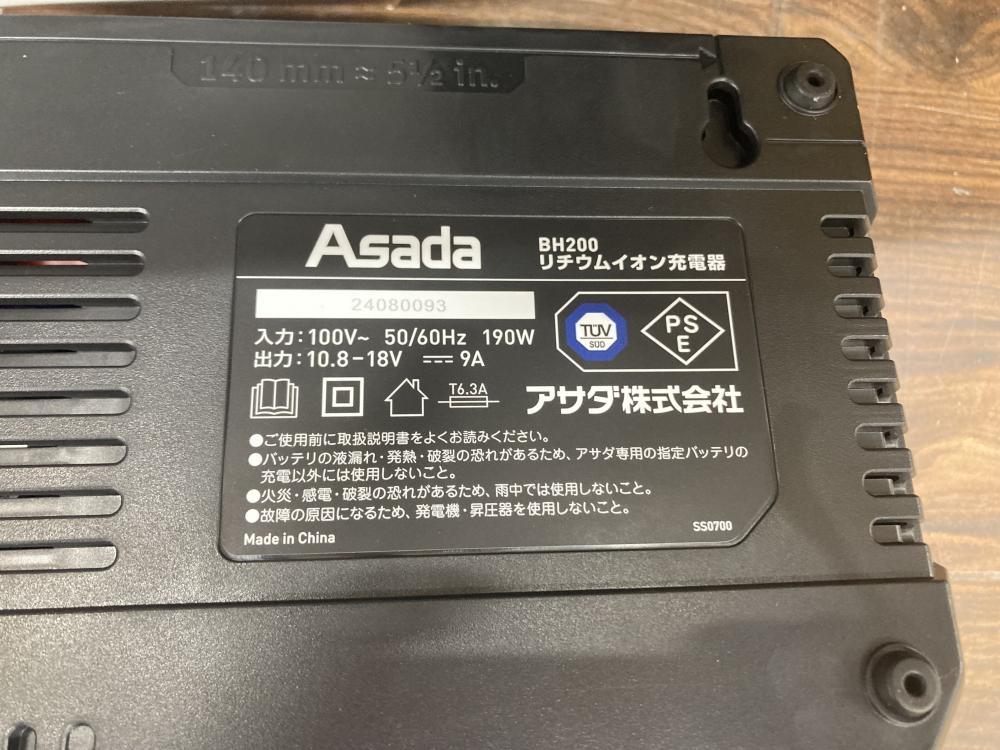 140 mm ≈ 5½ in.
Asada
BH200
リチウムイオン充電器
24080093
入力:100V~ 50/60Hz 190W
出力:10.8-18V ⎓ 9A
TÜV
SÜD
PS
E
T6.3A
アサダ株式会社
●ご使用前に取扱説明書をよくお読みください。
●バッテリの液漏れ・発熱・破裂の恐れがあるため、アサダ専用の指定バッテリの
充電以外には使用しないこと。
●火災・感電・破裂の恐れがあるため、雨中では使用しないこと。
●故障の原因になるため、発電機・昇圧器を使用しないこと。
Made in China
SS0700